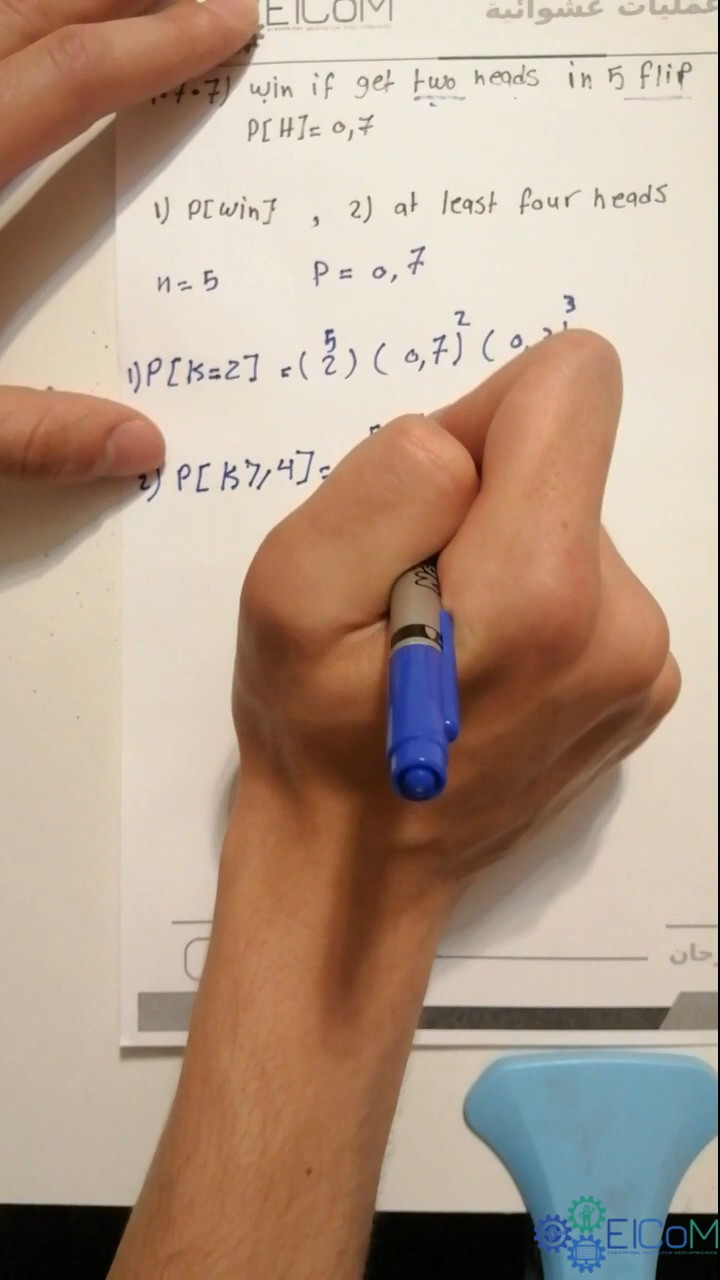 EICoM
عمليات عشوائية
win if get two heads in 5 flip
P[H]= 0,7
1) P[win] , 2) at least four heads
n=5 P = 0,7
1) P[K=2] = (5 2) (0,7)^2 (0, )^3
2) P[K≥4]=
EICoM